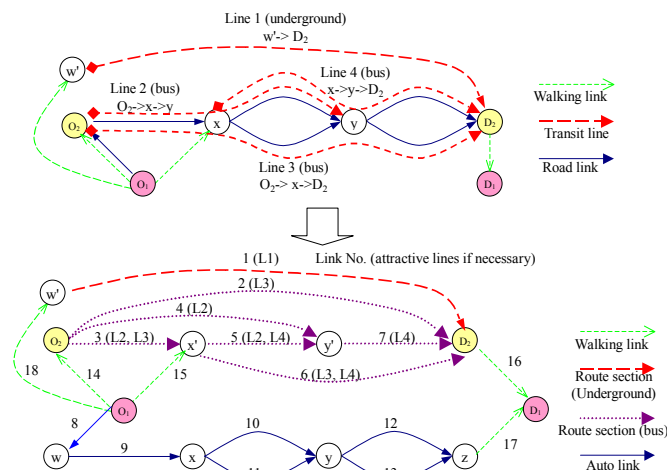 Line 1 (underground)
w'-> D2
w'
Line 2 (bus)
O2->x->y
Line 4 (bus)
x->y->D2
O2
x
y
D2
Line 3 (bus)
O2-> x->D2
O1
D1
Walking link
Transit line
Road link
1 (L1)
Link No. (attractive lines if necessary)
w'
2 (L3)
4 (L2)
O2
3 (L2, L3)
x'
5 (L2, L4)
y'
7 (L4)
D2
6 (L3, L4)
18
14
15
16
O1
D1
8
17
10
12
w
9
x
y
z
Walking link
Route section
(Underground)
Route section
(bus)
Auto link